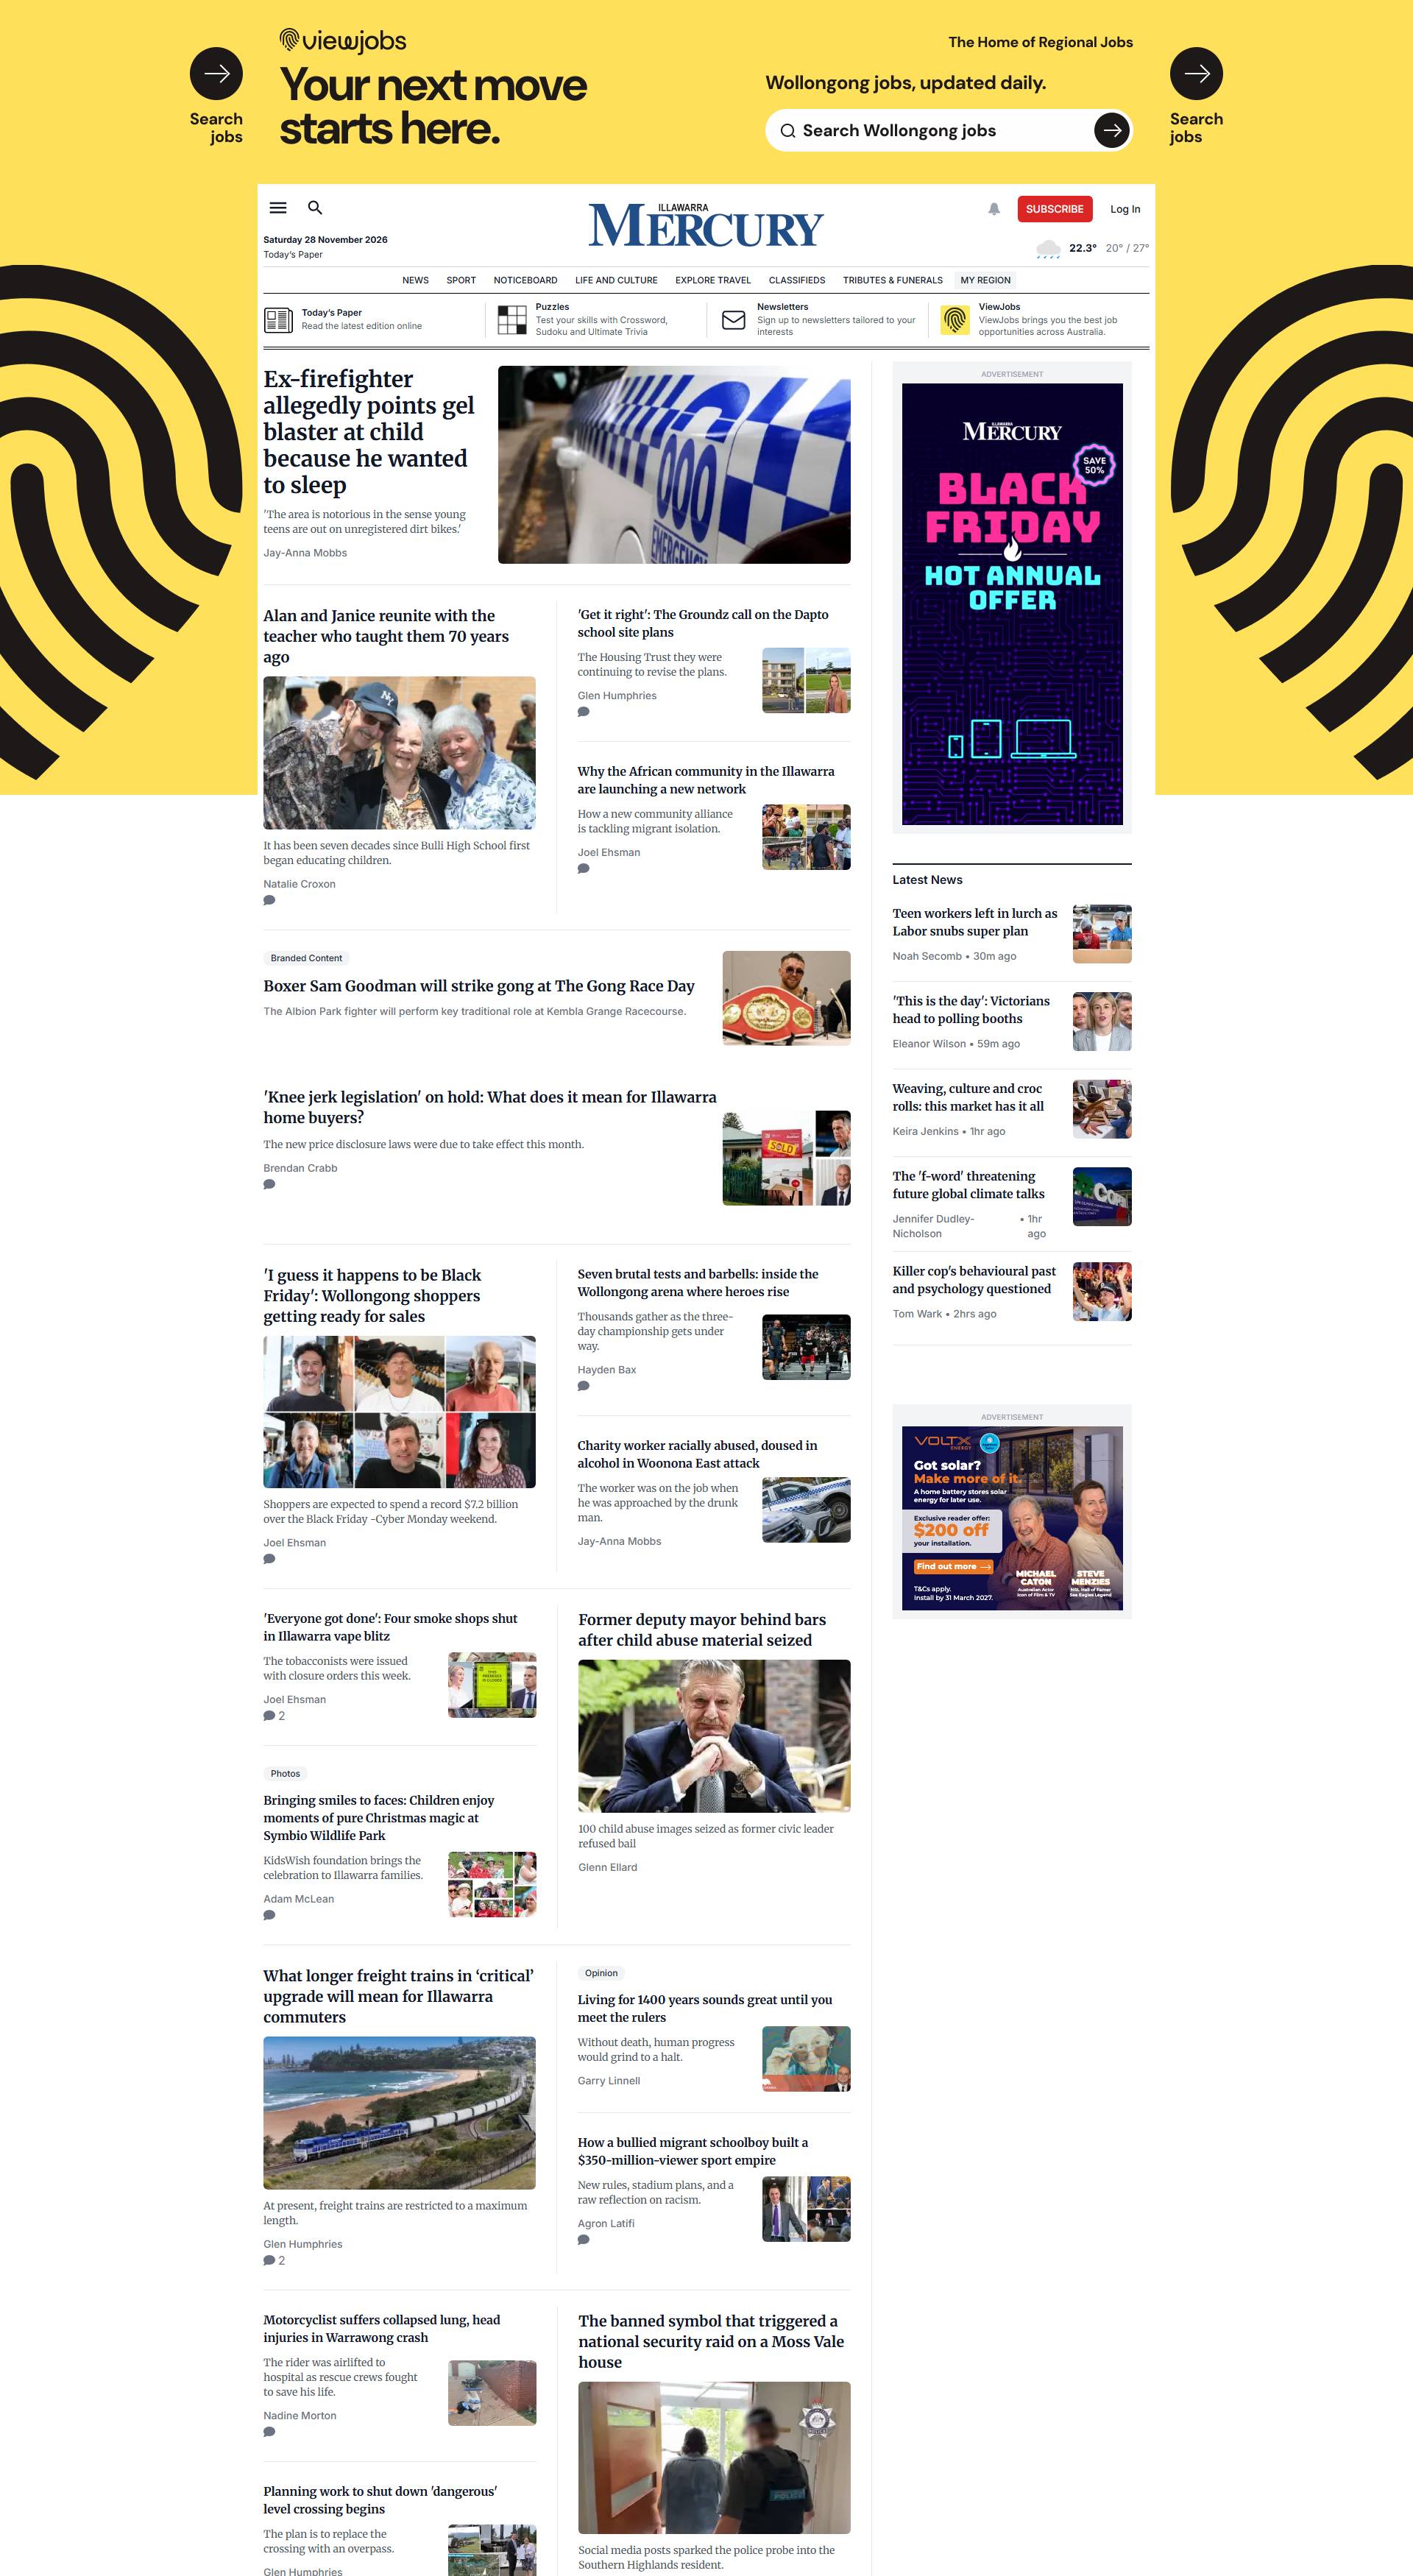 viewjobs
Your next move
starts here.
The Home of Regional Jobs
Wollongong jobs, updated daily.
Search Wollongong jobs
Search
jobs
Search
jobs
ILLAWARRA
MERCURY
SUBSCRIBE
Log In
Saturday 28 November 2026
Today's Paper
22.3° 20° / 27°
NEWS SPORT NOTICEBOARD LIFE AND CULTURE EXPLORE TRAVEL CLASSIFIEDS TRIBUTES & FUNERALS MY REGION
Today's Paper
Read the latest edition online
Puzzles
Test your skills with Crossword,
Sudoku and Ultimate Trivia
Newsletters
Sign up to newsletters tailored to your
interests
ViewJobs
ViewJobs brings you the best job
opportunities across Australia.
Ex-firefighter
allegedly points gel
blaster at child
because he wanted
to sleep
'The area is notorious in the sense young
teens are out on unregistered dirt bikes.'
Jay-Anna Mobbs
000
EMERGENCY
Alan and Janice reunite with the
teacher who taught them 70 years
ago
NY
It has been seven decades since Bulli High School first
began educating children.
Natalie Croxon
'Get it right': The Groundz call on the Dapto
school site plans
The Housing Trust they were
continuing to revise the plans.
Glen Humphries
Why the African community in the Illawarra
are launching a new network
How a new community alliance
is tackling migrant isolation.
Joel Ehsman
Branded Content
Boxer Sam Goodman will strike gong at The Gong Race Day
The Albion Park fighter will perform key traditional role at Kembla Grange Racecourse.
'Knee jerk legislation' on hold: What does it mean for Illawarra
home buyers?
The new price disclosure laws were due to take effect this month.
Brendan Crabb
SOLD
'I guess it happens to be Black
Friday': Wollongong shoppers
getting ready for sales
Shoppers are expected to spend a record $7.2 billion
over the Black Friday -Cyber Monday weekend.
Joel Ehsman
Seven brutal tests and barbells: inside the
Wollongong arena where heroes rise
Thousands gather as the three-
day championship gets under
way.
Hayden Bax
Charity worker racially abused, doused in
alcohol in Woonona East attack
The worker was on the job when
he was approached by the drunk
man.
Jay-Anna Mobbs
'Everyone got done': Four smoke shops shut
in Illawarra vape blitz
The tobacconists were issued
with closure orders this week.
Joel Ehsman
2
Photos
Bringing smiles to faces: Children enjoy
moments of pure Christmas magic at
Symbio Wildlife Park
KidsWish foundation brings the
celebration to Illawarra families.
Adam McLean
Former deputy mayor behind bars
after child abuse material seized
100 child abuse images seized as former civic leader
refused bail
Glenn Ellard
What longer freight trains in ‘critical’
upgrade will mean for Illawarra
commuters
At present, freight trains are restricted to a maximum
length.
Glen Humphries
2
Opinion
Living for 1400 years sounds great until you
meet the rulers
Without death, human progress
would grind to a halt.
Garry Linnell
How a bullied migrant schoolboy built a
$350-million-viewer sport empire
New rules, stadium plans, and a
raw reflection on racism.
Agron Latifi
Motorcyclist suffers collapsed lung, head
injuries in Warrawong crash
The rider was airlifted to
hospital as rescue crews fought
to save his life.
Nadine Morton
Planning work to shut down 'dangerous'
level crossing begins
The plan is to replace the
crossing with an overpass.
Glen Humphries
The banned symbol that triggered a
national security raid on a Moss Vale
house
POLICE
Social media posts sparked the police probe into the
Southern Highlands resident.
ADVERTISEMENT
ILLAWARRA
MERCURY
SAVE
50%
BLACK
FRIDAY
HOT ANNUAL
OFFER
Latest News
Teen workers left in lurch as
Labor snubs super plan
Noah Secomb • 30m ago
'This is the day': Victorians
head to polling booths
Eleanor Wilson • 59m ago
Weaving, culture and croc
rolls: this market has it all
Keira Jenkins • 1hr ago
The 'f-word' threatening
future global climate talks
Jennifer Dudley-
Nicholson
• 1hr
ago
Killer cop's behavioural past
and psychology questioned
Tom Wark • 2hrs ago
ADVERTISEMENT
VOLTX
ENERGY
Got solar?
Make more of it.
A home battery stores solar
energy for later use.
Exclusive reader offer:
$200 off
your installation.
Find out more
T&Cs apply.
Install by 31 March 2027.
MICHAEL
CATON
Australian Actor
Icon of Film & TV
STEVE
MENZIES
NRL Hall of Famer
Sea Eagles Legend